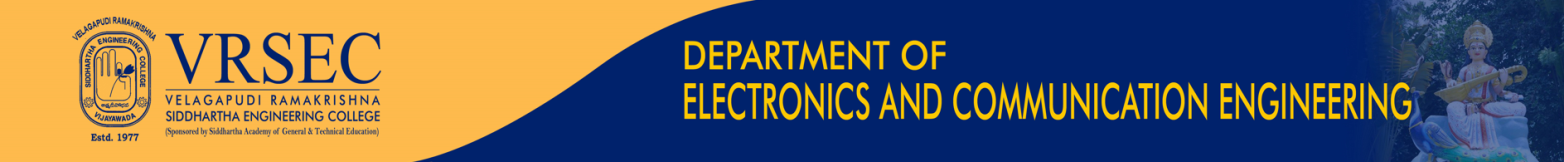 VELAGAPUDI RAMAKRISHNA
SIDDHARTHA ENGINEERING COLLEGE
VIJAYAWADA
Estd. 1977
VRSEC
VELAGAPUDI RAMAKRISHNA
SIDDHARTHA ENGINEERING COLLEGE
(Sponsored by Siddhartha Academy of General & Technical Education)
DEPARTMENT OF
ELECTRONICS AND COMMUNICATION ENGINEERING